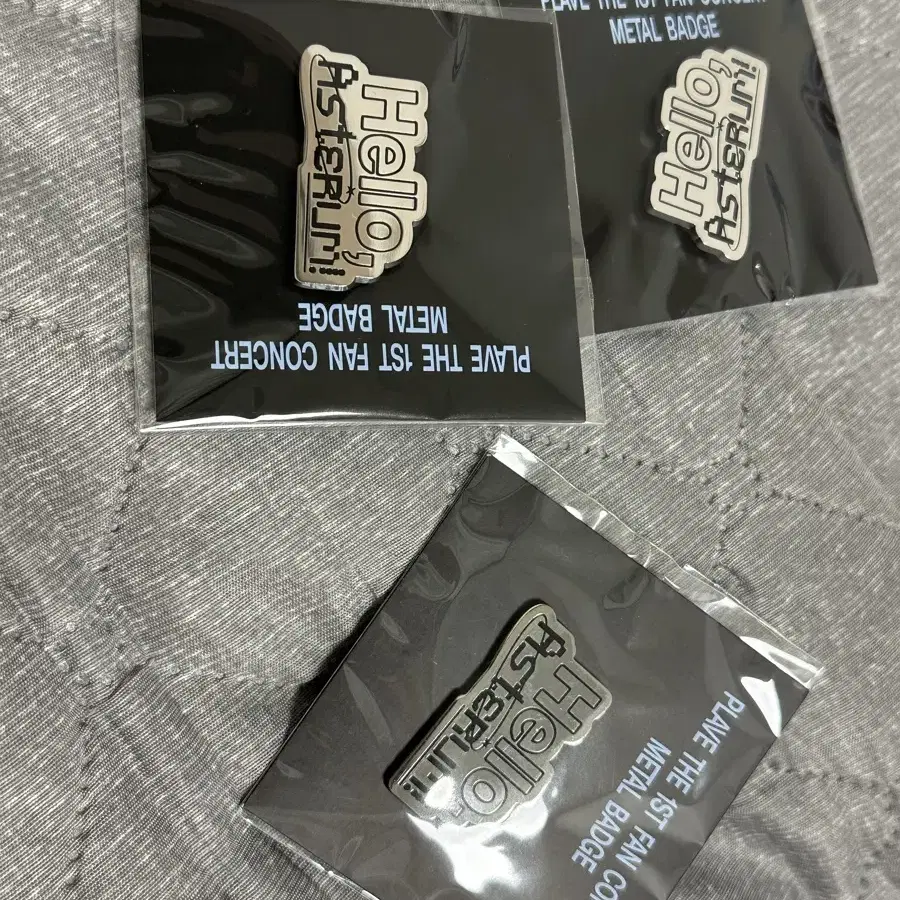 Hello,
Asterum!
PLAVE THE 1ST FAN CONCERT
METAL BADGE
PLAVE THE 1ST FAN CONCERT
METAL BADGE
Hello,
Asterum!
Hello,
Asterum!
PLAVE THE 1ST FAN CO
METAL BADGE